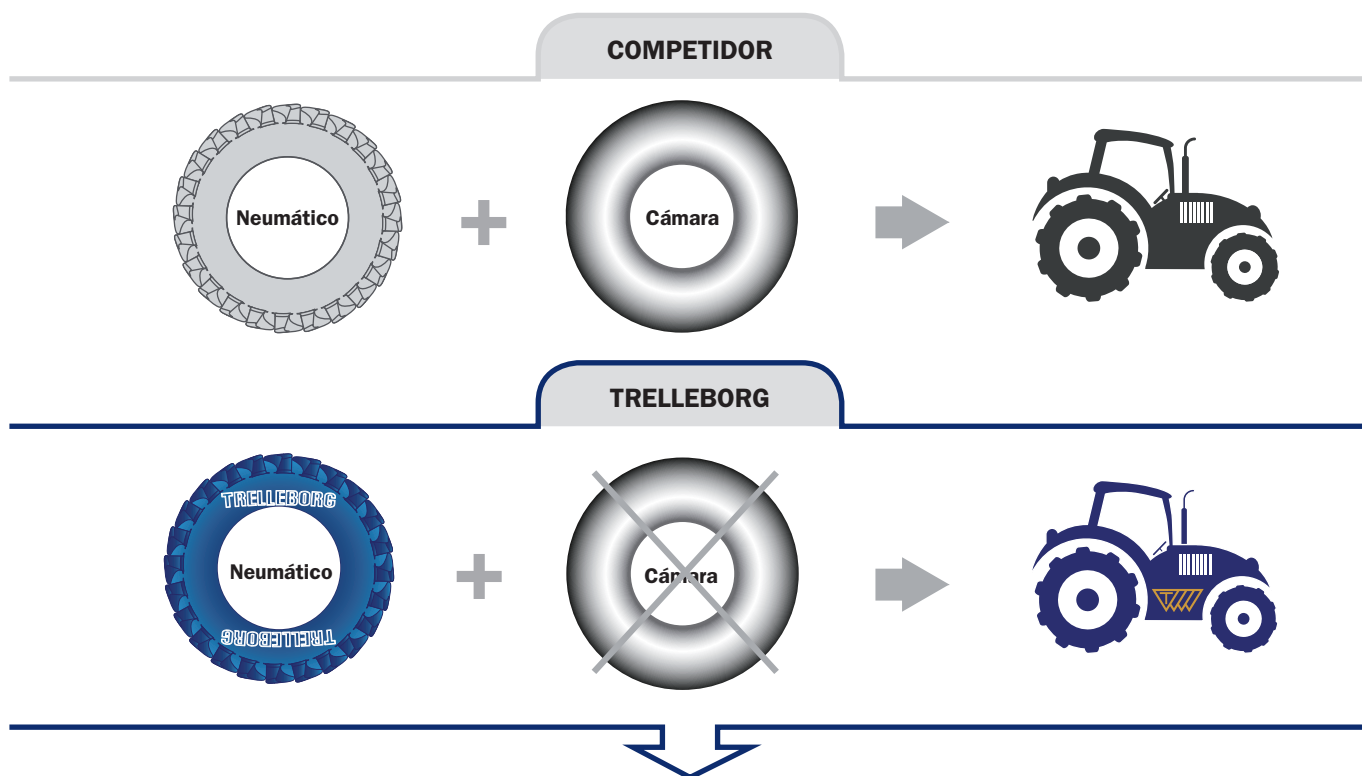 COMPETIDOR
Neumático
Cámara
TRELLEBORG
TRELLEBORG
Neumático
Cámara
TRELLEBORG